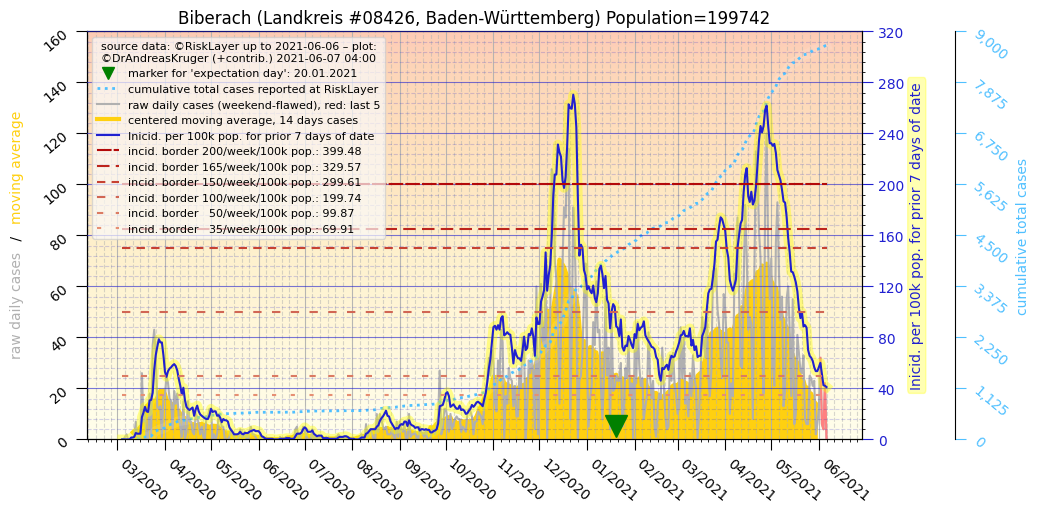 Biberach (Landkreis #08426, Baden-Württemberg) Population=199742
source data: ©RiskLayer up to 2021-06-06 – plot:
©DrAndreasKruger (+contrib.) 2021-06-07 04:00
marker for 'expectation day': 20.01.2021
cumulative total cases reported at RiskLayer
raw daily cases (weekend-flawed), red: last 5
centered moving average, 14 days cases
Inicid. per 100k pop. for prior 7 days of date
incid. border 200/week/100k pop.: 399.48
incid. border 165/week/100k pop.: 329.57
incid. border 150/week/100k pop.: 299.61
incid. border 100/week/100k pop.: 199.74
incid. border   50/week/100k pop.: 99.87
incid. border   35/week/100k pop.: 69.91
raw daily cases   /   moving average
160
140
120
100
80
60
40
20
0
03/2020
04/2020
05/2020
06/2020
07/2020
08/2020
09/2020
10/2020
11/2020
12/2020
01/2021
02/2021
03/2021
04/2021
05/2021
06/2021
320
280
240
200
160
120
80
40
0
Inicid. per 100k pop. for prior 7 days of date
9,000
7,875
6,750
5,625
4,500
3,375
2,250
1,125
0
cumulative total cases